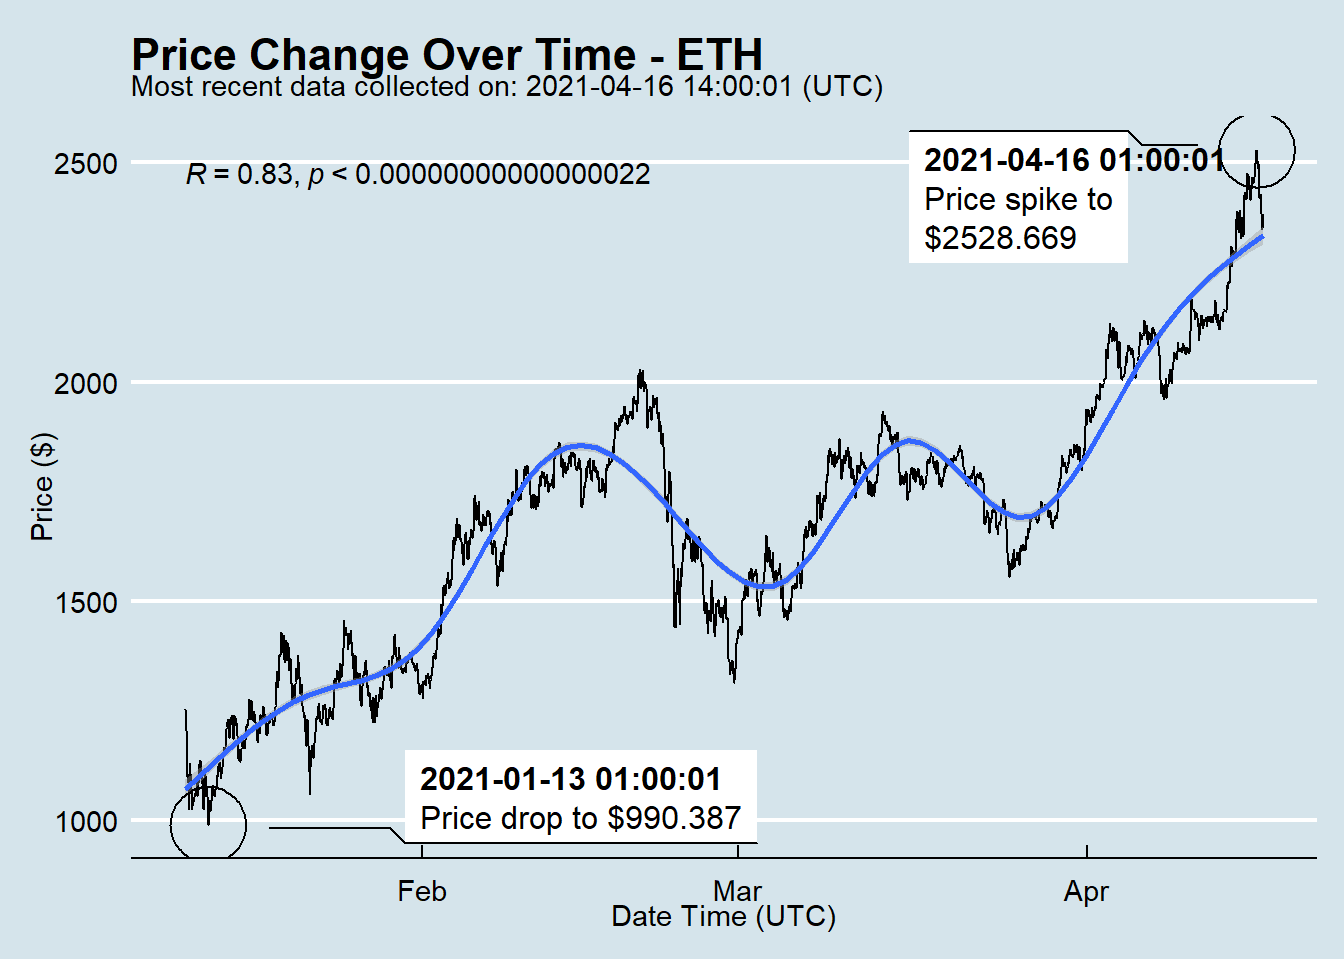 Price Change Over Time - ETH
Most recent data collected on: 2021-04-16 14:00:01 (UTC)
R = 0.83, p < 0.00000000000000022
2021-04-16 01:00:01
Price spike to
$2528.669
2500
2000
1500
1000
Price ($)
2021-01-13 01:00:01
Price drop to $990.387
Feb
Mar
Apr
Date Time (UTC)